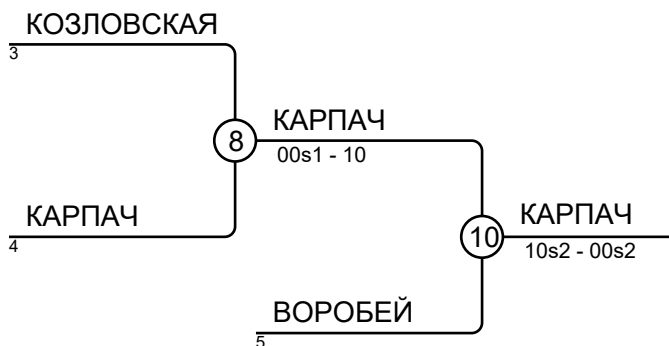 КОЗЛОВСКАЯ
3
8
КАРПАЧ
00s1 - 10
КАРПАЧ
4
10
КАРПАЧ
10s2 - 00s2
ВОРОБЕЙ
5